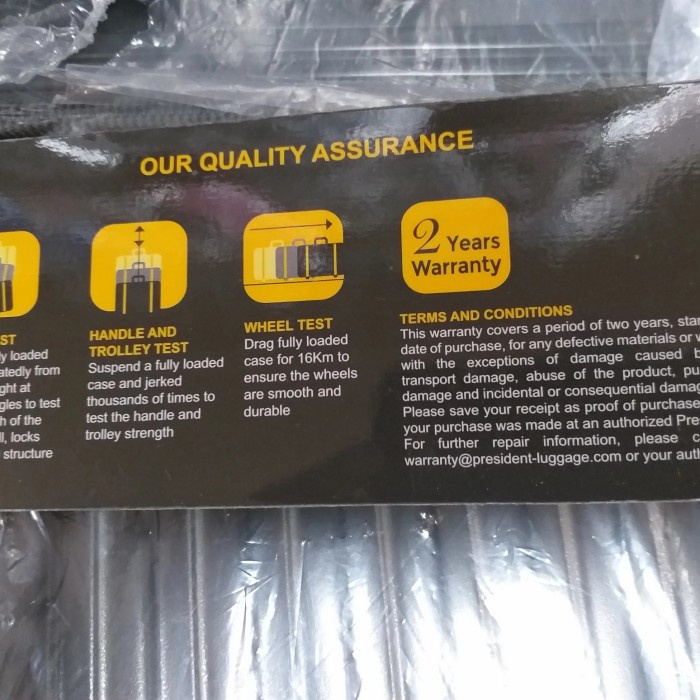 OUR QUALITY ASSURANCE
ST
ly loaded
atedly from
ght at
gles to test
h of the
ll, locks
structure
HANDLE AND
TROLLEY TEST
Suspend a fully loaded
case and jerked
thousands of times to
test the handle and
trolley strength
WHEEL TEST
Drag fully loaded
case for 16Km to
ensure the wheels
are smooth and
durable
2 Years
Warranty
TERMS AND CONDITIONS
This warranty covers a period of two years, star
date of purchase, for any defective materials or
with the exceptions of damage caused
transport damage, abuse of the product, pu
damage and incidental or consequential damag
Please save your receipt as proof of purchase
your purchase was made at an authorized Pre
For further repair information, please c
warranty@president-luggage.com or your auth